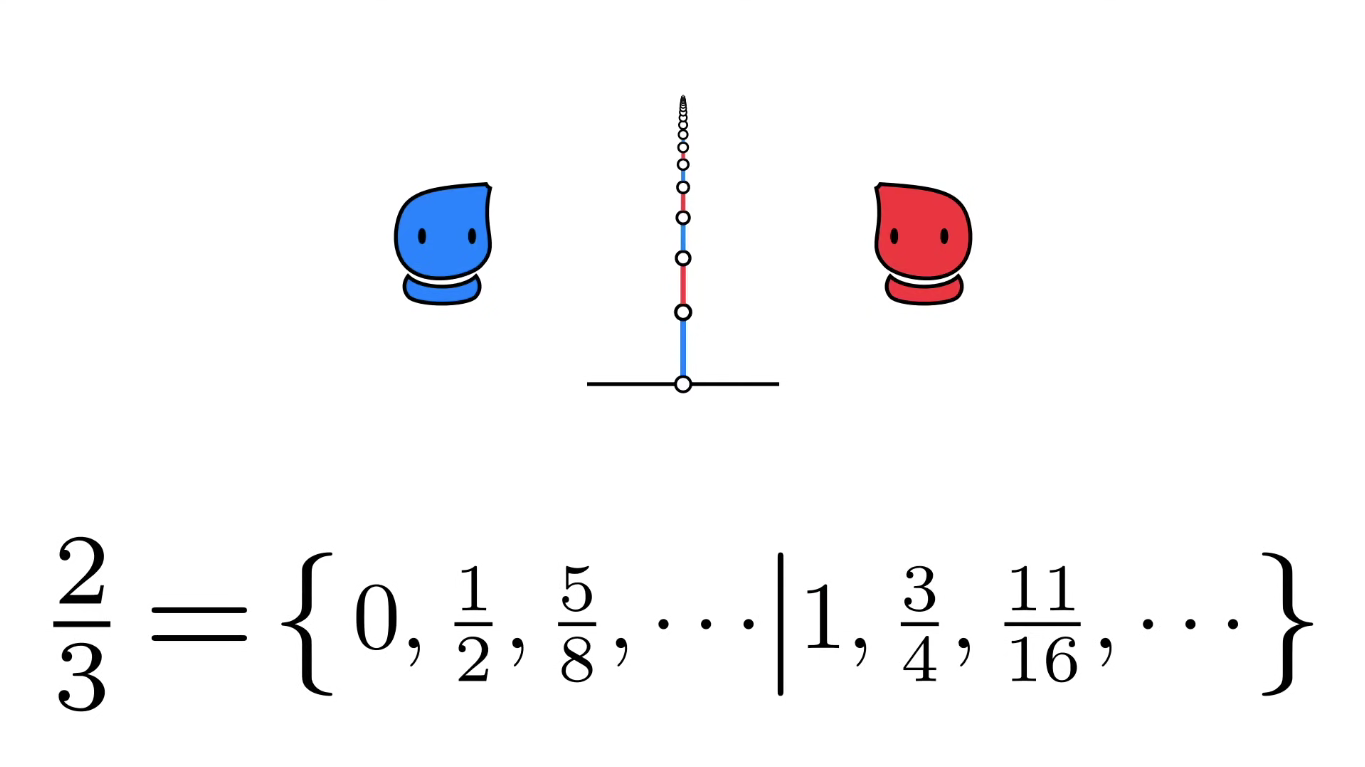 2/3 = {0, 1/2, 5/8, ··· | 1, 3/4, 11/16, ···}